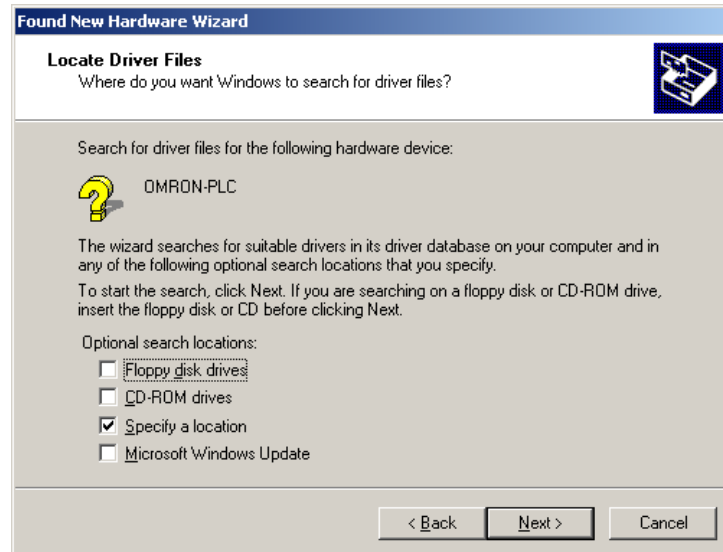 Found New Hardware Wizard
Locate Driver Files
Where do you want Windows to search for driver files?
Search for driver files for the following hardware device:
OMRON-PLC
The wizard searches for suitable drivers in its driver database on your computer and in
any of the following optional search locations that you specify.
To start the search, click Next. If you are searching on a floppy disk or CD-ROM drive,
insert the floppy disk or CD before clicking Next.
Optional search locations:
Floppy disk drives
CD-ROM drives
Specify a location
Microsoft Windows Update
< Back Next > Cancel